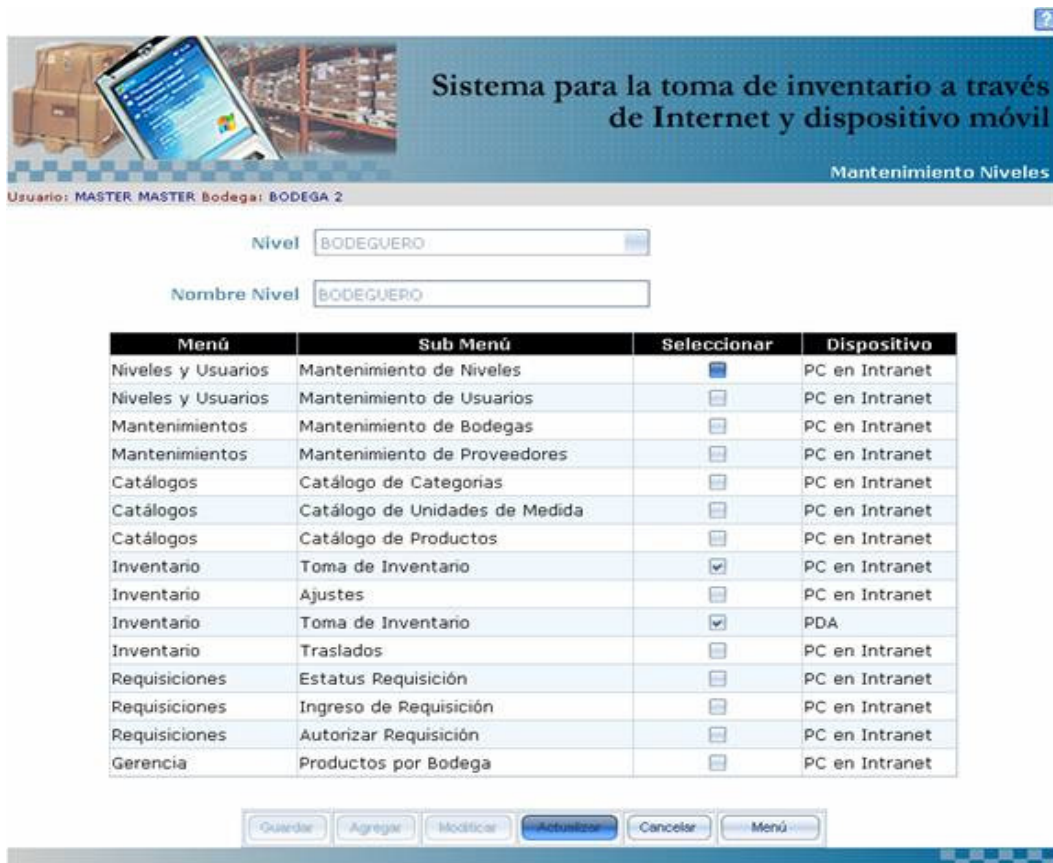 ?
Sistema para la toma de inventario a través
de Internet y dispositivo móvil
Mantenimiento Niveles
Usuario: MASTER MASTER Bodega: BODEGA 2
Nivel BODEGUERO
Nombre Nivel BODEGUERO
Menú Sub Menú Seleccionar Dispositivo
Niveles y Usuarios Mantenimiento de Niveles PC en Intranet
Niveles y Usuarios Mantenimiento de Usuarios PC en Intranet
Mantenimientos Mantenimiento de Bodegas PC en Intranet
Mantenimientos Mantenimiento de Proveedores PC en Intranet
Catálogos Catálogo de Categorias PC en Intranet
Catálogos Catálogo de Unidades de Medida PC en Intranet
Catálogos Catálogo de Productos PC en Intranet
Inventario Toma de Inventario PC en Intranet
Inventario Ajustes PC en Intranet
Inventario Toma de Inventario PDA
Inventario Traslados PC en Intranet
Requisiciones Estatus Requisición PC en Intranet
Requisiciones Ingreso de Requisición PC en Intranet
Requisiciones Autorizar Requisición PC en Intranet
Gerencia Productos por Bodega PC en Intranet
Guardar Agregar Modificar Actualizar Cancelar Menú